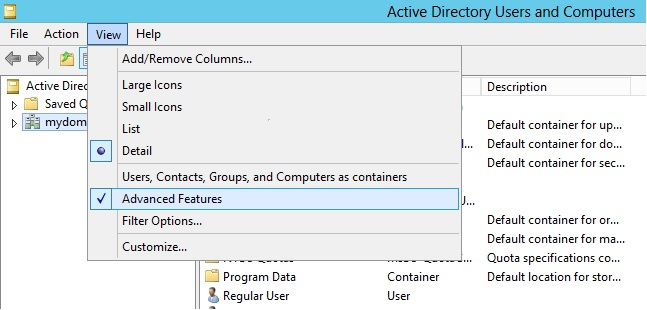 Active Directory Users and Computers
File Action View Help
Add/Remove Columns...
Large Icons
Small Icons
List
Detail
Users, Contacts, Groups, and Computers as containers
Advanced Features
Filter Options...
Customize...
Active Direc
Saved Q
mydom
Description
Default container for up...
Default container for do...
Default container for sec...
Default container for or...
Default container for ma...
Quota specifications co...
Program Data Container Default location for stor...
Regular User User